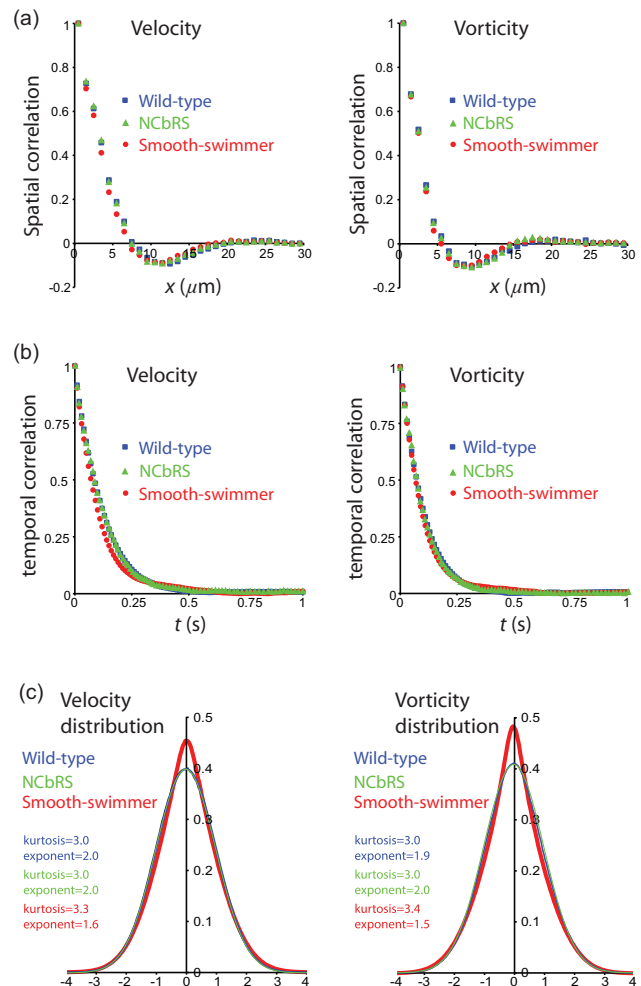 (a)
Velocity
Vorticity
Spatial correlation
1
0.8
0.6
0.4
0.2
0
-0.2
0
5
10
15
20
25
30
x (μm)
Wild-type
NCbRS
Smooth-swimmer
Spatial correlation
1
0.8
0.6
0.4
0.2
0
-0.2
0
5
10
15
20
25
30
x (μm)
Wild-type
NCbRS
Smooth-swimmer
(b)
Velocity
Vorticity
temporal correlation
1
0.75
0.5
0.25
0
0
0.25
0.5
0.75
1
t (s)
Wild-type
NCbRS
Smooth-swimmer
temporal correlation
1
0.75
0.5
0.25
0
0
0.25
0.5
0.75
1
t (s)
Wild-type
NCbRS
Smooth-swimmer
(c)
Velocity
distribution
Wild-type
NCbRS
Smooth-swimmer
kurtosis=3.0
exponent=2.0
kurtosis=3.0
exponent=2.0
kurtosis=3.3
exponent=1.6
0.5
0.4
0.3
0.2
0.1
0
-4
-3
-2
-1
0
1
2
3
4
Vorticity
distribution
Wild-type
NCbRS
Smooth-swimmer
kurtosis=3.0
exponent=1.9
kurtosis=3.0
exponent=2.0
kurtosis=3.4
exponent=1.5
0.5
0.4
0.3
0.2
0.1
0
-4
-3
-2
-1
0
1
2
3
4